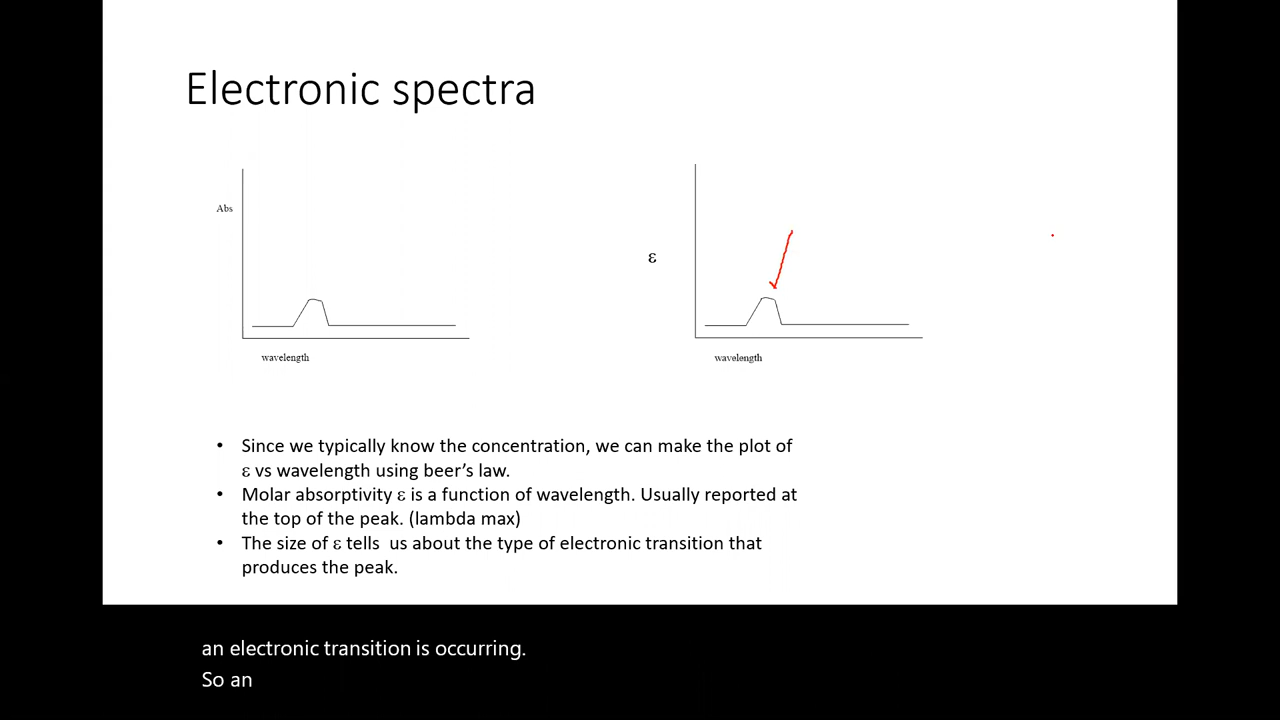 Electronic spectra
Abs
wavelength
ε
wavelength
• Since we typically know the concentration, we can make the plot of
ε vs wavelength using beer’s law.
• Molar absorptivity ε is a function of wavelength. Usually reported at
the top of the peak. (lambda max)
• The size of ε tells  us about the type of electronic transition that
produces the peak.
an electronic transition is occurring.
So an